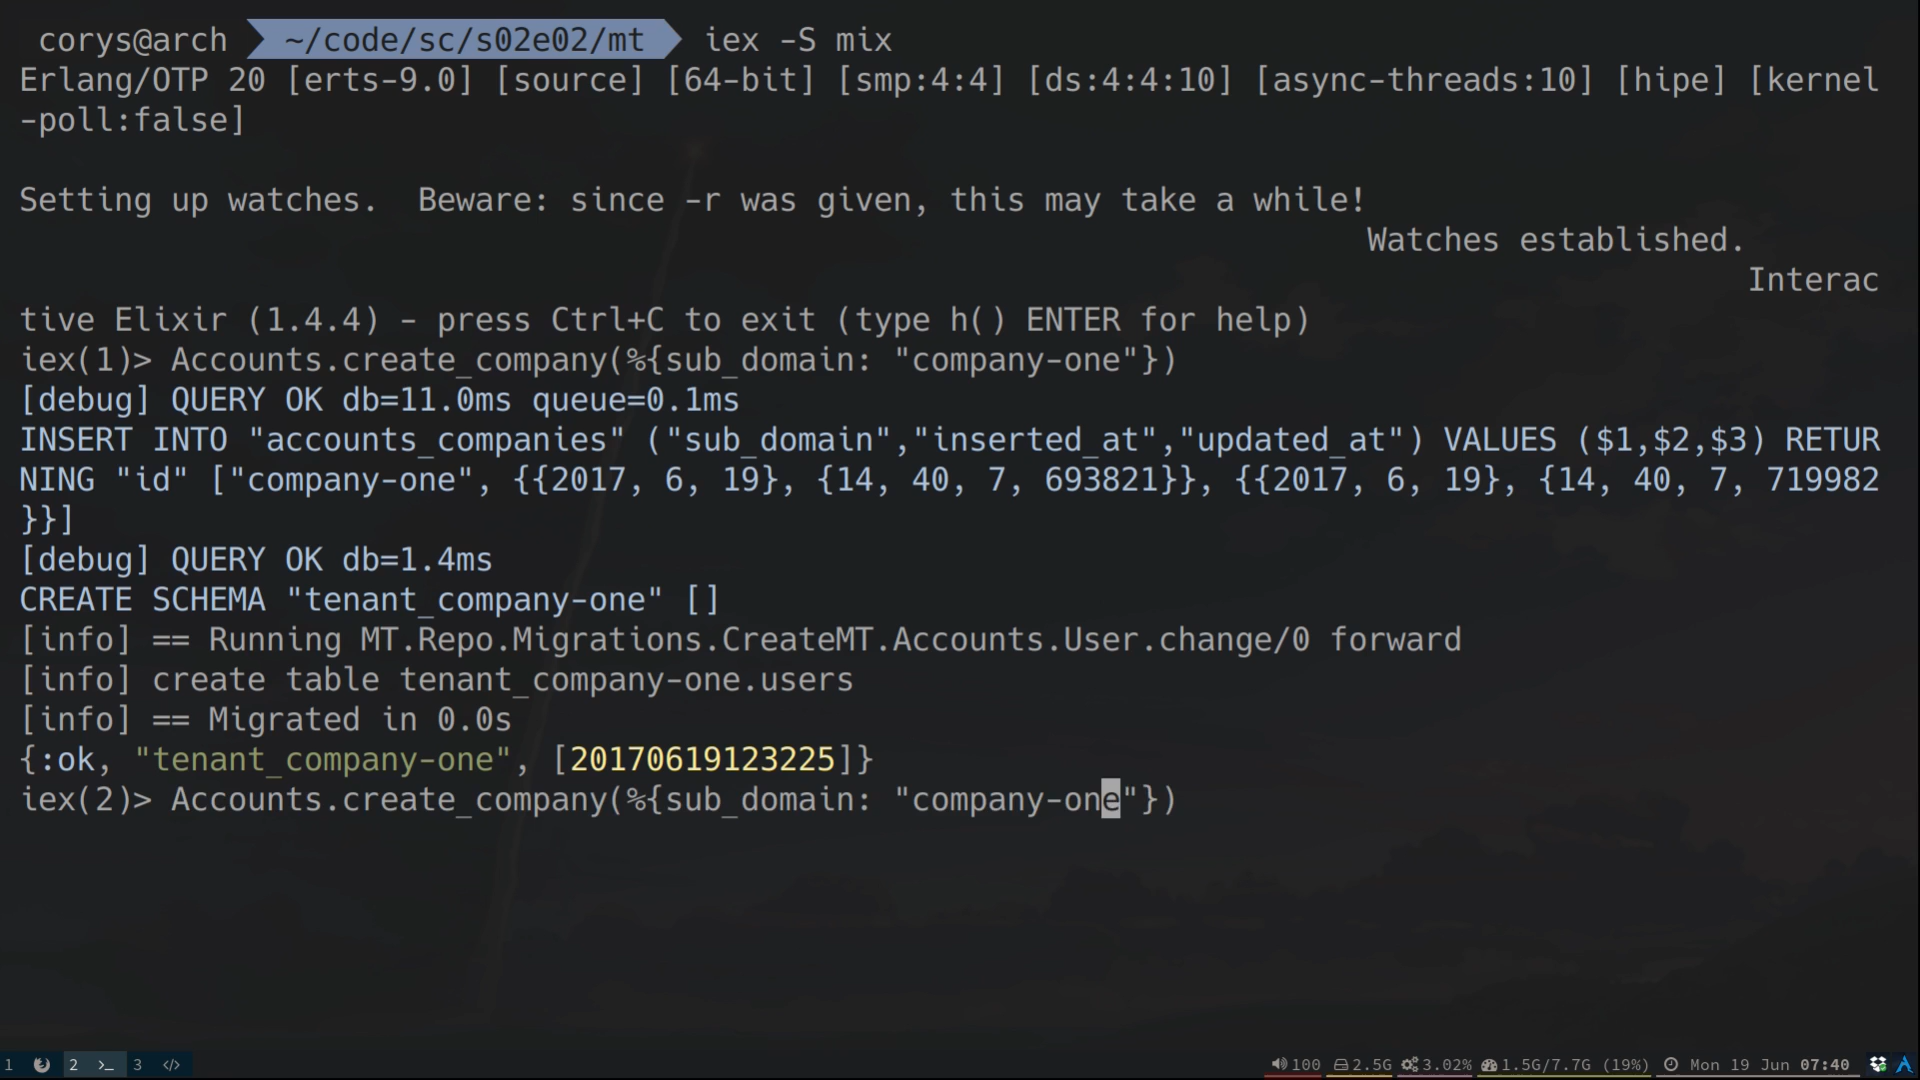 corys@arch ~/code/sc/s02e02/mt iex -S mix
Erlang/OTP 20 [erts-9.0] [source] [64-bit] [smp:4:4] [ds:4:4:10] [async-threads:10] [hipe] [kernel
-poll:false]
Setting up watches.  Beware: since -r was given, this may take a while!
Watches established.
Interac
tive Elixir (1.4.4) - press Ctrl+C to exit (type h() ENTER for help)
iex(1)> Accounts.create_company(%{sub_domain: "company-one"})
[debug] QUERY OK db=11.0ms queue=0.1ms
INSERT INTO "accounts_companies" ("sub_domain","inserted_at","updated_at") VALUES ($1,$2,$3) RETUR
NING "id" ["company-one", {{2017, 6, 19}, {14, 40, 7, 693821}}, {{2017, 6, 19}, {14, 40, 7, 719982
}}]
[debug] QUERY OK db=1.4ms
CREATE SCHEMA "tenant_company-one" []
[info] == Running MT.Repo.Migrations.CreateMT.Accounts.User.change/0 forward
[info] create table tenant_company-one.users
[info] == Migrated in 0.0s
{:ok, "tenant_company-one", [20170619123225]}
iex(2)> Accounts.create_company(%{sub_domain: "company-one"})
1 2 >_ 3 </> 100 2.5G 3.02% 1.5G/7.7G (19%) Mon 19 Jun 07:40